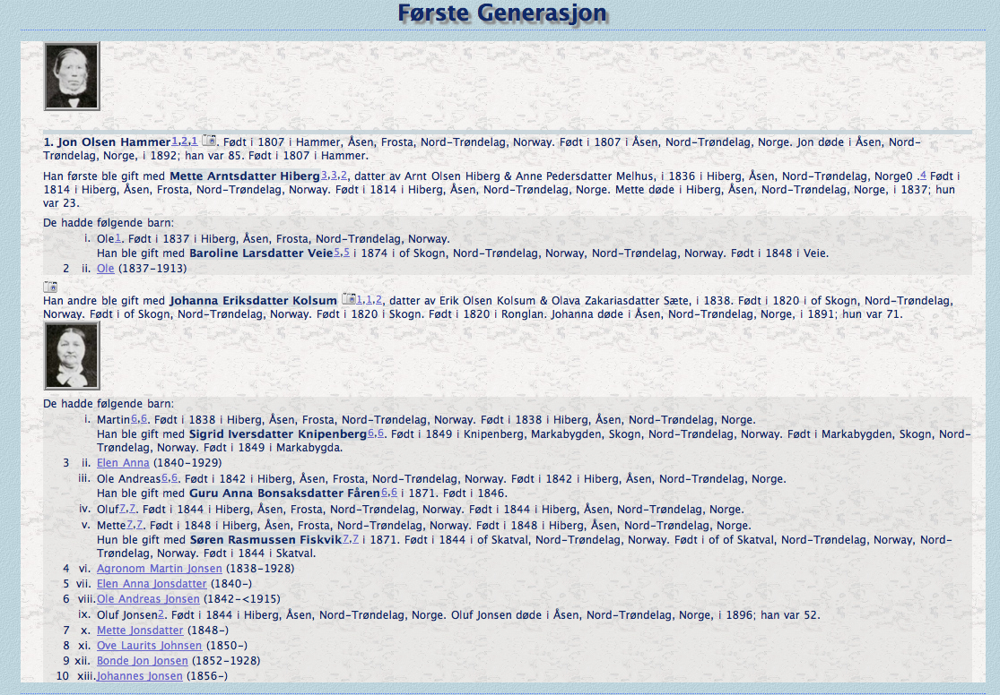 Første Generasjon
1. Jon Olsen Hammer1,2,1 . Født i 1807 i Hammer, Åsen, Frosta, Nord-Trøndelag, Norway. Født i 1807 i Åsen, Nord-Trøndelag, Norge. Jon døde i Åsen, Nord-
Trøndelag, Norge, i 1892; han var 85. Født i 1807 i Hammer.
Han første ble gift med Mette Arntsdatter Hiberg3,3,2, datter av Arnt Olsen Hiberg & Anne Pedersdatter Melhus, i 1836 i Hiberg, Åsen, Nord-Trøndelag, Norge0 .4 Født i
1814 i Hiberg, Åsen, Frosta, Nord-Trøndelag, Norway. Født i 1814 i Hiberg, Åsen, Nord-Trøndelag, Norge. Mette døde i Hiberg, Åsen, Nord-Trøndelag, Norge, i 1837; hun
var 23.
De hadde følgende barn:
i. Ole1. Født i 1837 i Hiberg, Åsen, Frosta, Nord-Trøndelag, Norway.
Han ble gift med Baroline Larsdatter Veie5,5 i 1874 i of Skogn, Nord-Trøndelag, Norway, Nord-Trøndelag, Norway. Født i 1848 i Veie.
2 ii. Ole (1837-1913)
Han andre ble gift med Johanna Eriksdatter Kolsum 1,1,2, datter av Erik Olsen Kolsum & Olava Zakariasdatter Sæte, i 1838. Født i 1820 i of Skogn, Nord-Trøndelag,
Norway. Født i of Skogn, Nord-Trøndelag, Norway. Født i 1820 i Skogn. Født i 1820 i Ronglan. Johanna døde i Åsen, Nord-Trøndelag, Norge, i 1891; hun var 71.
De hadde følgende barn:
i. Martin6,6. Født i 1838 i Hiberg, Åsen, Frosta, Nord-Trøndelag, Norway. Født i 1838 i Hiberg, Åsen, Nord-Trøndelag, Norge.
Han ble gift med Sigrid Iversdatter Knipenberg6,6. Født i 1849 i Knipenberg, Markabygden, Skogn, Nord-Trøndelag, Norway. Født i Markabygden, Skogn, Nord-
Trøndelag, Norway. Født i 1849 i Markabygda.
3 ii. Elen Anna (1840-1929)
iii. Ole Andreas6,6. Født i 1842 i Hiberg, Åsen, Frosta, Nord-Trøndelag, Norway. Født i 1842 i Hiberg, Åsen, Nord-Trøndelag, Norge.
Han ble gift med Guru Anna Bonsaksdatter Fåren6,6 i 1871. Født i 1846.
iv. Oluf7,7. Født i 1844 i Hiberg, Åsen, Frosta, Nord-Trøndelag, Norway. Født i 1844 i Hiberg, Åsen, Nord-Trøndelag, Norge.
v. Mette7,7. Født i 1848 i Hiberg, Åsen, Frosta, Nord-Trøndelag, Norway. Født i 1848 i Hiberg, Åsen, Nord-Trøndelag, Norge.
Hun ble gift med Søren Rasmussen Fiskvik7,7 i 1871. Født i 1844 i of Skatval, Nord-Trøndelag, Norway. Født i of of Skatval, Nord-Trøndelag, Norway, Nord-
Trøndelag, Norway. Født i 1844 i Skatval.
4 vi. Agronom Martin Jonsen (1838-1928)
5 vii. Elen Anna Jonsdatter (1840-)
6 viii. Ole Andreas Jonsen (1842-<1915)
ix. Oluf Jonsen2. Født i 1844 i Hiberg, Åsen, Nord-Trøndelag, Norge. Oluf Jonsen døde i Åsen, Nord-Trøndelag, Norge, i 1896; han var 52.
7 x. Mette Jonsdatter (1848-)
8 xi. Ove Laurits Johnsen (1850-)
9 xii. Bonde Jon Jonsen (1852-1928)
10 xiii. Johannes Jonsen (1856-)